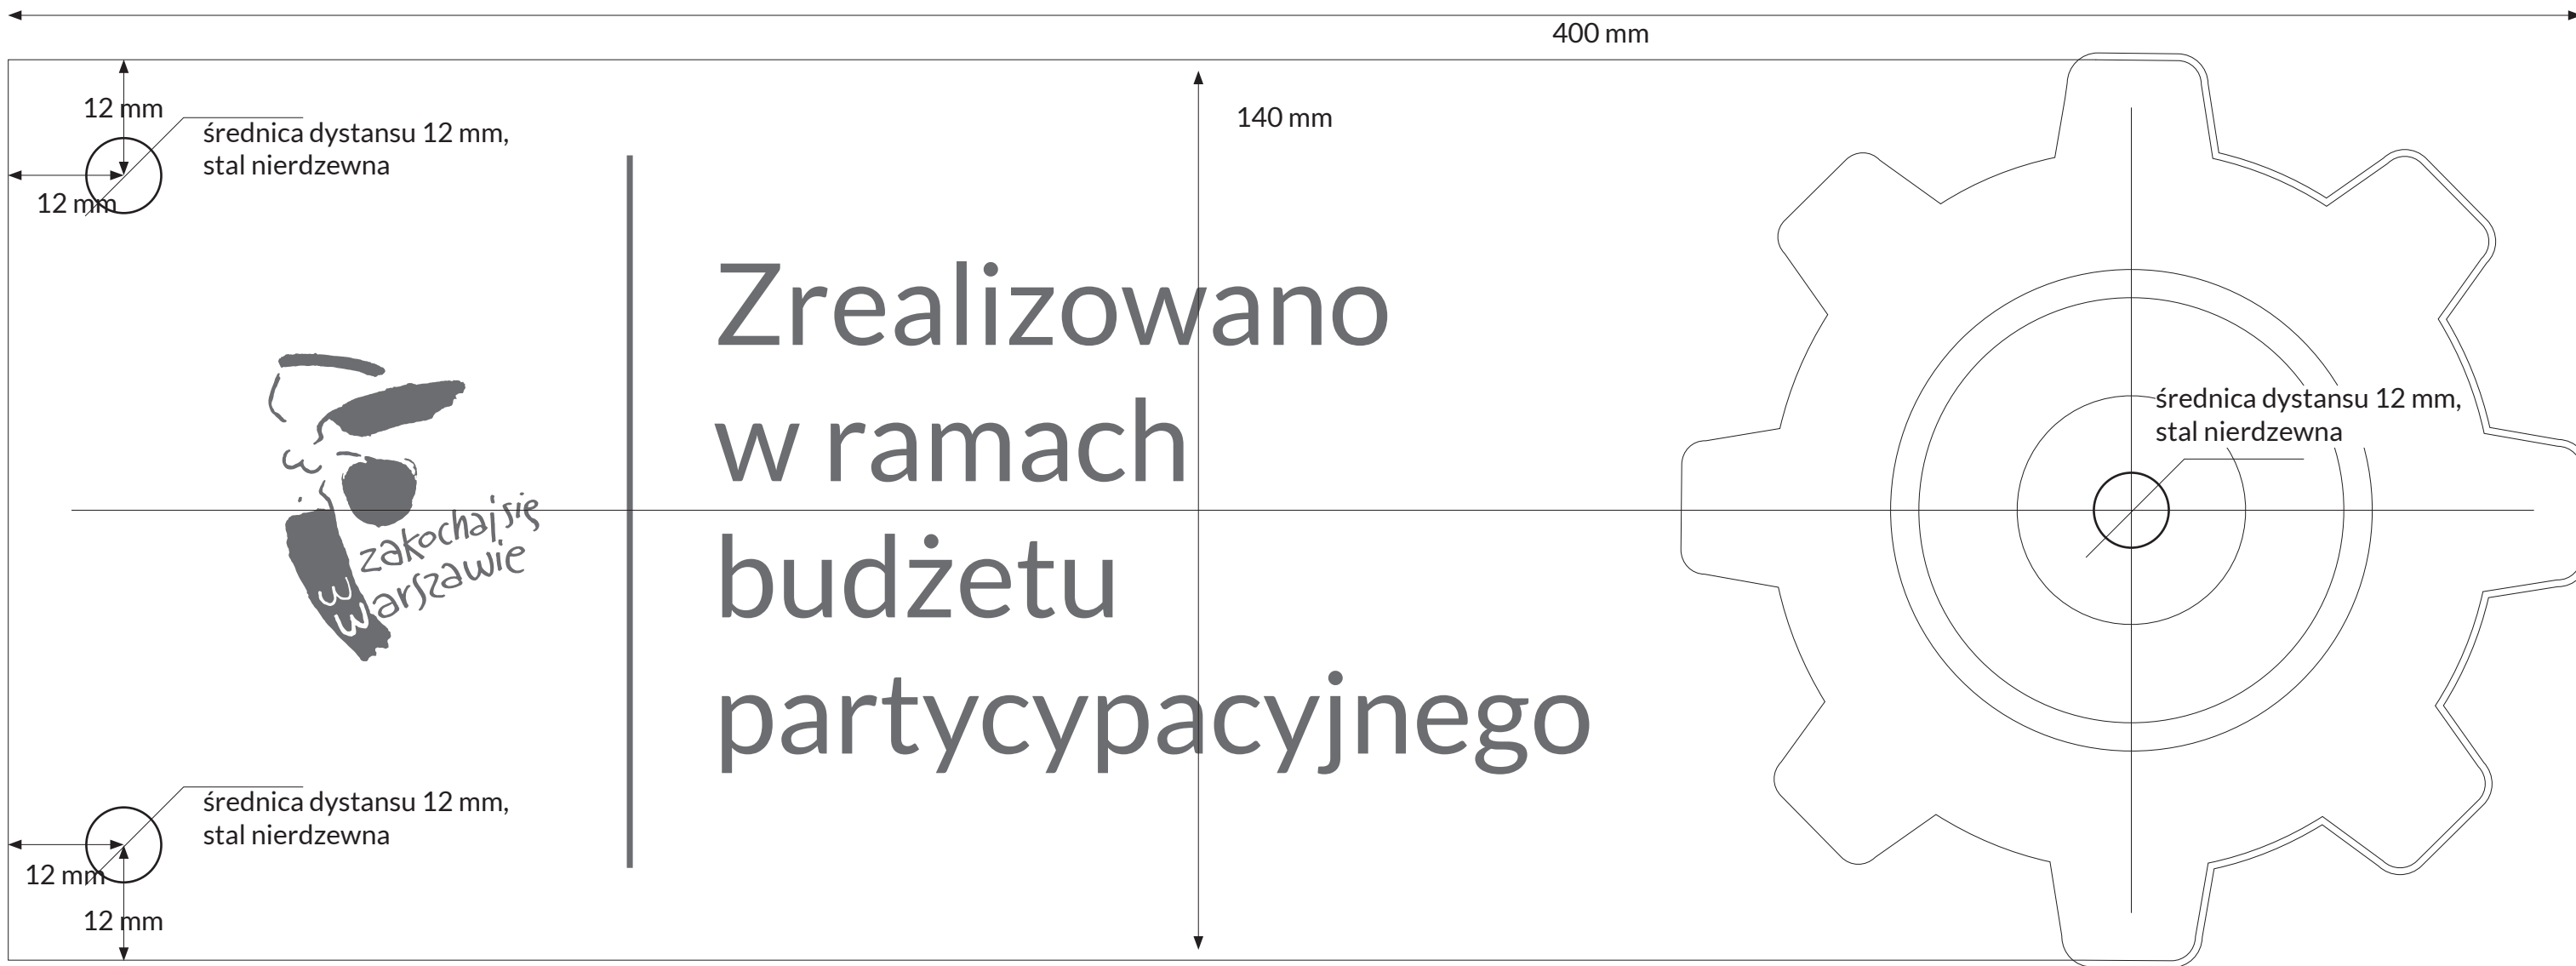 400 mm
12 mm
140 mm
średnica dystansu 12 mm,
stal nierdzewna
12 mm
Zrealizowano
w ramach
budżetu
partycypacyjnego
zakochaj się
w
warszawie
średnica dystansu 12 mm,
stal nierdzewna
średnica dystansu 12 mm,
stal nierdzewna
12 mm
12 mm